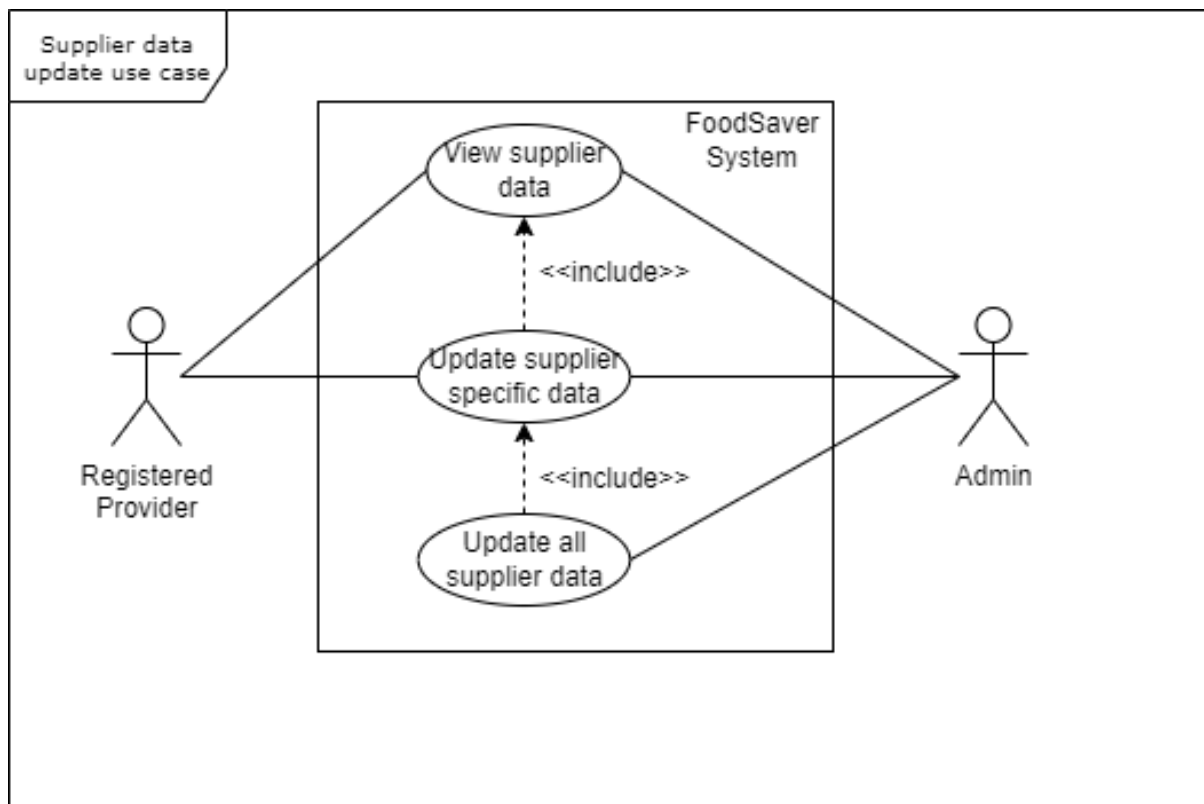 Supplier data
update use case
FoodSaver
System
View supplier
data
<<include>>
Update supplier
specific data
<<include>>
Update all
supplier data
Registered
Provider
Admin